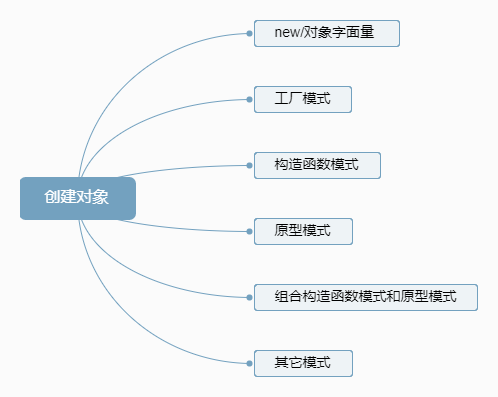 new/对象字面量
工厂模式
构造函数模式
创建对象
原型模式
组合构造函数模式和原型模式
其它模式